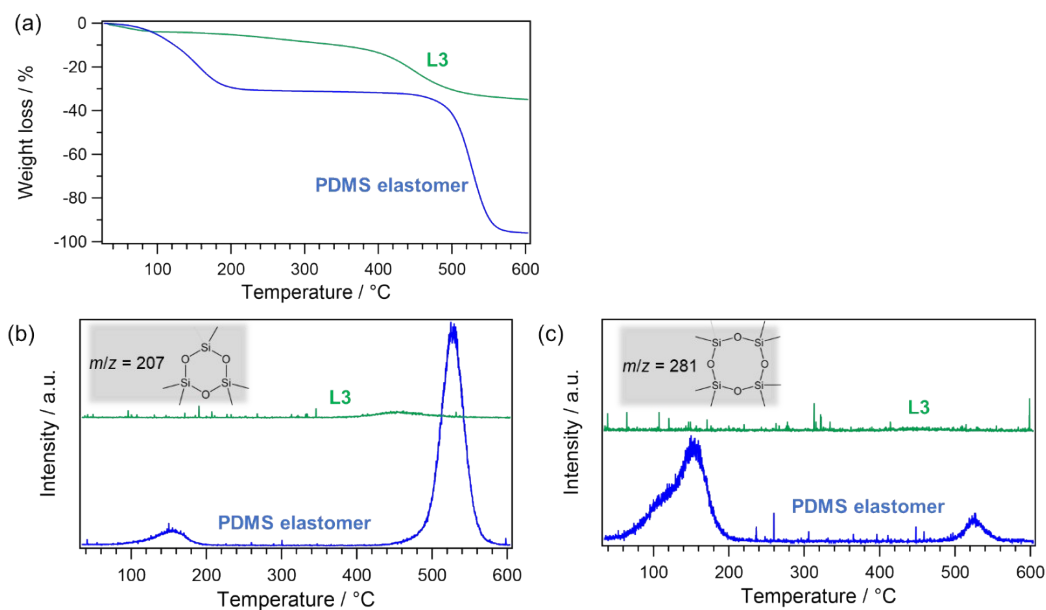 (a)
0
-20
-40
-60
-80
-100
Weight loss / %
L3
PDMS elastomer
100 200 300 400 500 600
Temperature / °C
(b)
m/z = 207
Si
O O
Si Si
O
L3
PDMS elastomer
Intensity / a.u.
100 200 300 400 500 600
Temperature / °C
(c)
m/z = 281
Si O Si
O O
Si O Si
L3
PDMS elastomer
Intensity / a.u.
100 200 300 400 500 600
Temperature / °C